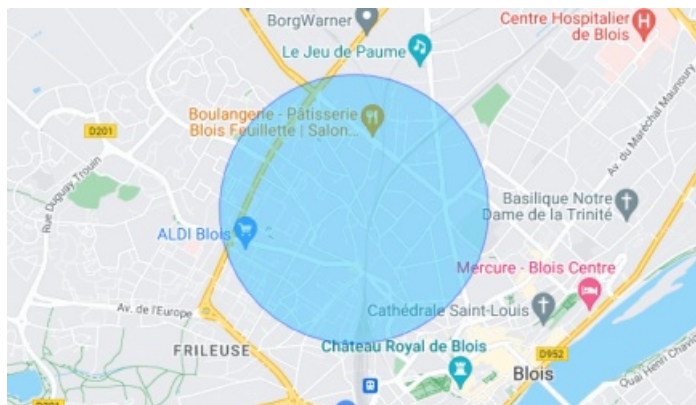 BorgWarner
Centre Hospitalier
de Blois
Le Jeu de Paume
Boulangerie - Pâtisserie
Blois Feuillette | Salon...
D201
Av. du Maréchal Maunoury
Rue Duguay Trouin
Basilique Notre
Dame de la Trinité
ALDI Blois
Mercure - Blois Centre
Av. de l'Europe
Cathédrale Saint-Louis
FRILEUSE
Château Royal de Blois
D952
Blois
Quai Henri Chavig